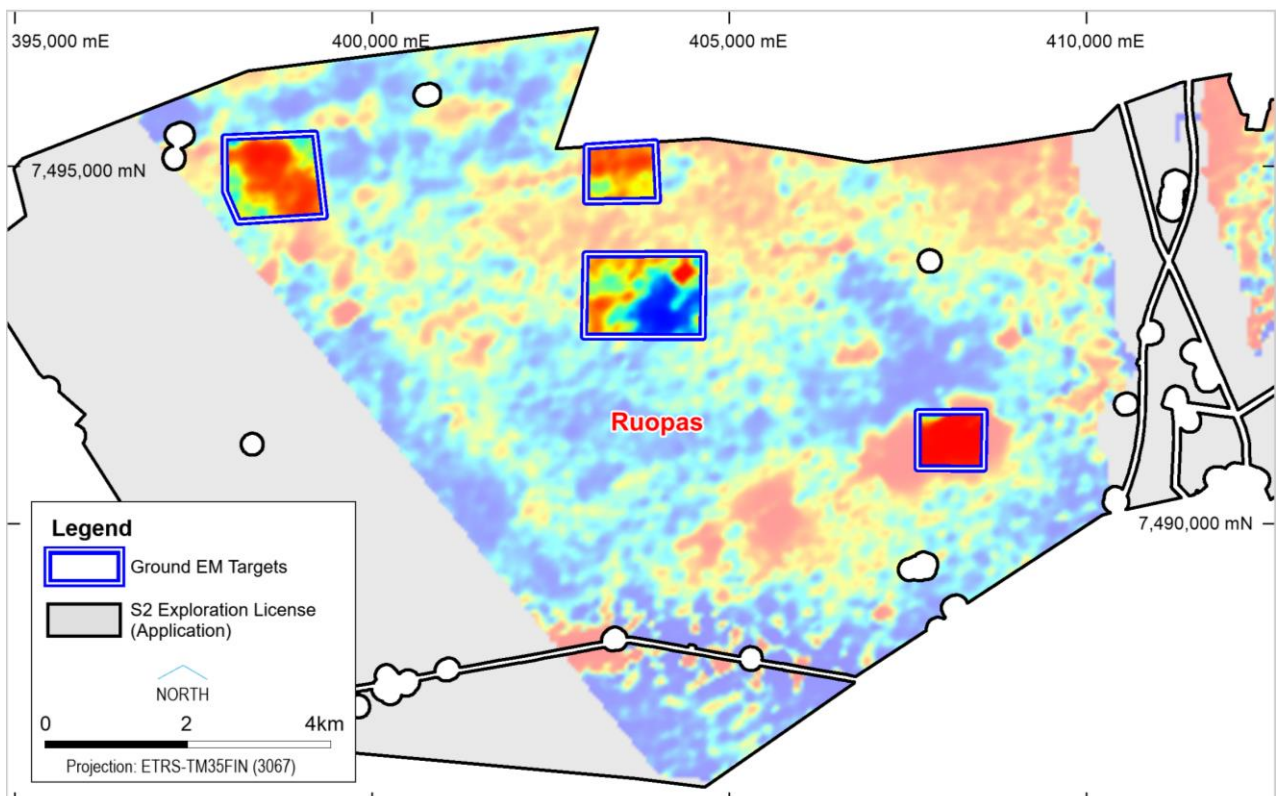 395,000 mE
400,000 mE
405,000 mE
410,000 mE
7,495,000 mN
Ruopas
7,490,000 mN
Legend
Ground EM Targets
S2 Exploration License
(Application)
NORTH
0 2 4km
Projection: ETRS-TM35FIN (3067)